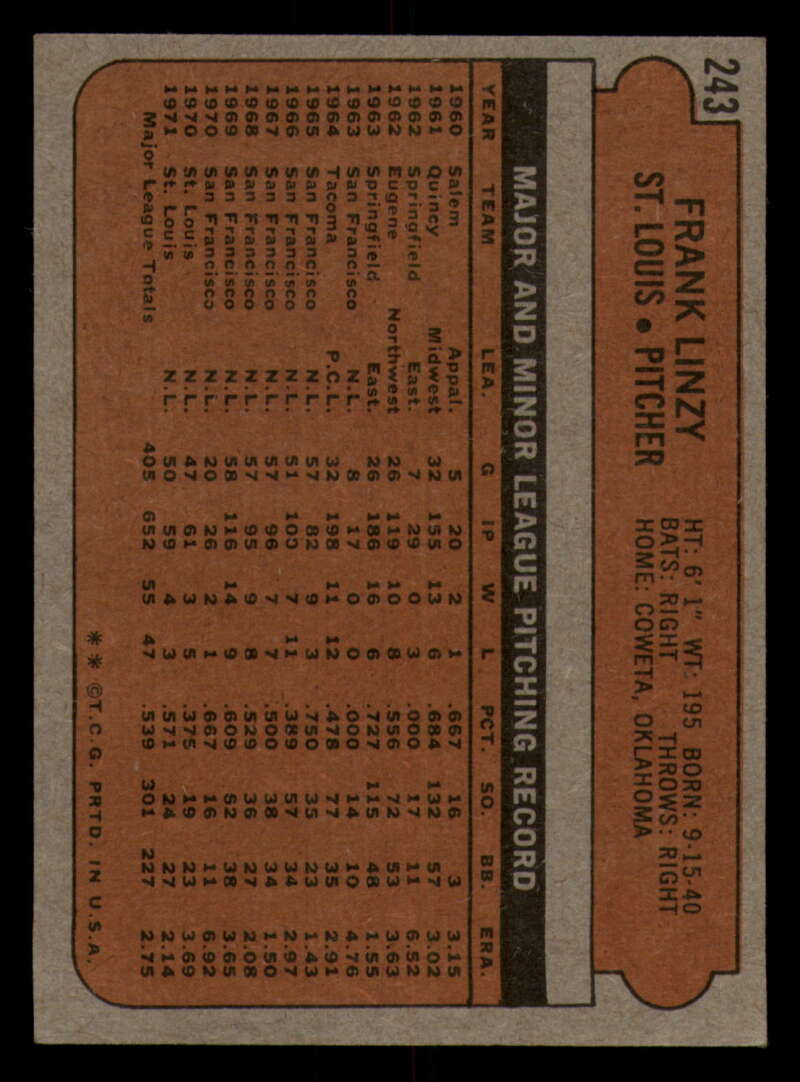 243
FRANK LINZY
ST. LOUIS • PITCHER
HT: 6' 1" WT: 195 BORN: 9-15-40
BATS: RIGHT THROWS: RIGHT
HOME: COWETA, OKLAHOMA
MAJOR AND MINOR LEAGUE PITCHING RECORD
YEAR TEAM LEA. G IP W L PCT. SO. BB. ERA.
1960 Salem Appal. 5 20 2 1 .667 16 3 3.15
1961 Quincy Midwest 32 155 13 6 .684 132 57 3.02
1962 Springfield East. 7 29 0 3 .000 17 11 6.52
1962 Eugene Northwest 26 119 10 8 .556 72 53 3.63
1963 Springfield East. 26 186 16 6 .727 115 48 1.55
1963 San Francisco N.L. 8 17 0 0 .000 14 10 4.76
1964 Tacoma P.C.L. 32 198 11 12 .478 77 35 2.91
1965 San Francisco N.L. 57 82 9 3 .750 35 23 1.43
1966 San Francisco N.L. 51 100 7 11 .389 57 34 2.97
1967 San Francisco N.L. 57 96 7 7 .500 38 34 1.50
1968 San Francisco N.L. 57 95 9 8 .529 36 27 2.08
1969 San Francisco N.L. 58 116 14 9 .609 62 38 3.65
1970 San Francisco N.L. 20 26 2 1 .667 16 11 6.92
1970 St. Louis N.L. 47 61 3 5 .375 19 23 3.69
1971 St. Louis N.L. 50 59 4 3 .571 24 27 2.14
Major League Totals 405 652 55 47 .539 301 227 2.75
* * ©T.C.G. PRTD. IN U.S.A.